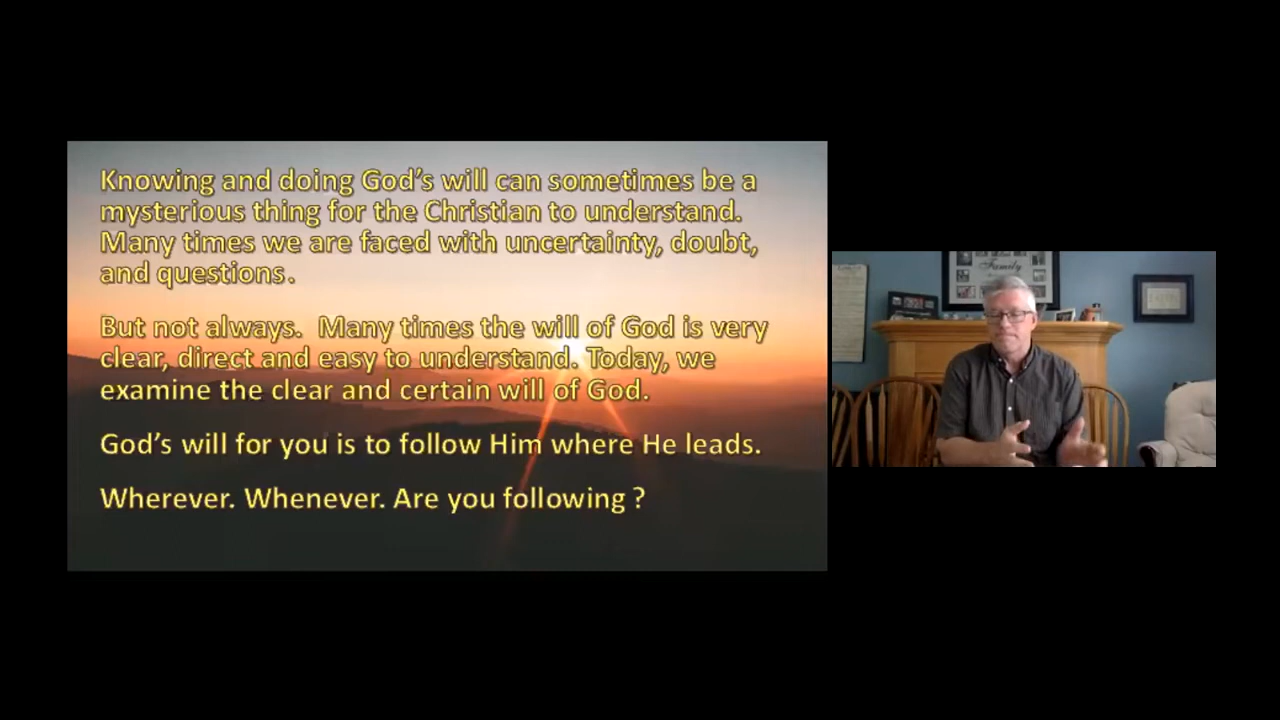 Knowing and doing God's will can sometimes be a
mysterious thing for the Christian to understand.
Many times we are faced with uncertainty, doubt,
and questions.
But not always.  Many times the will of God is very
clear, direct and easy to understand. Today, we
examine the clear and certain will of God.
God's will for you is to follow Him where He leads.
Wherever. Whenever. Are you following ?
Family